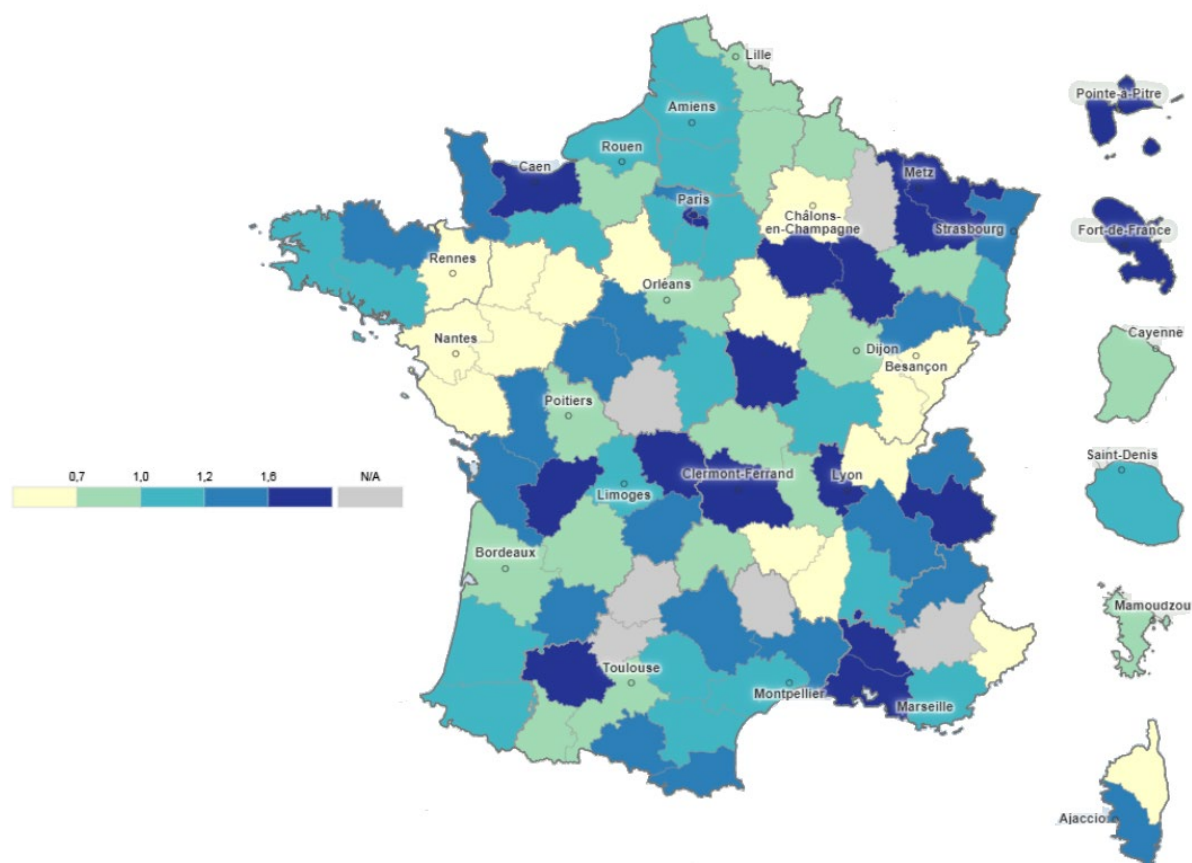 Lille
Pointe-à-Pitre
Amiens
Rouen
Caen
Metz
Paris
Châlons-
en-Champagne
Strasbourg
Fort-de-France
Rennes
Orléans
Nantes
Dijon
Besançon
Cayenne
Poitiers
Saint-Denis
0,7 1,0 1,2 1,6 N/A
Clermont-Ferrand
Lyon
Limoges
Bordeaux
Mamoudzou
Toulouse
Montpellier
Marseille
Ajaccio